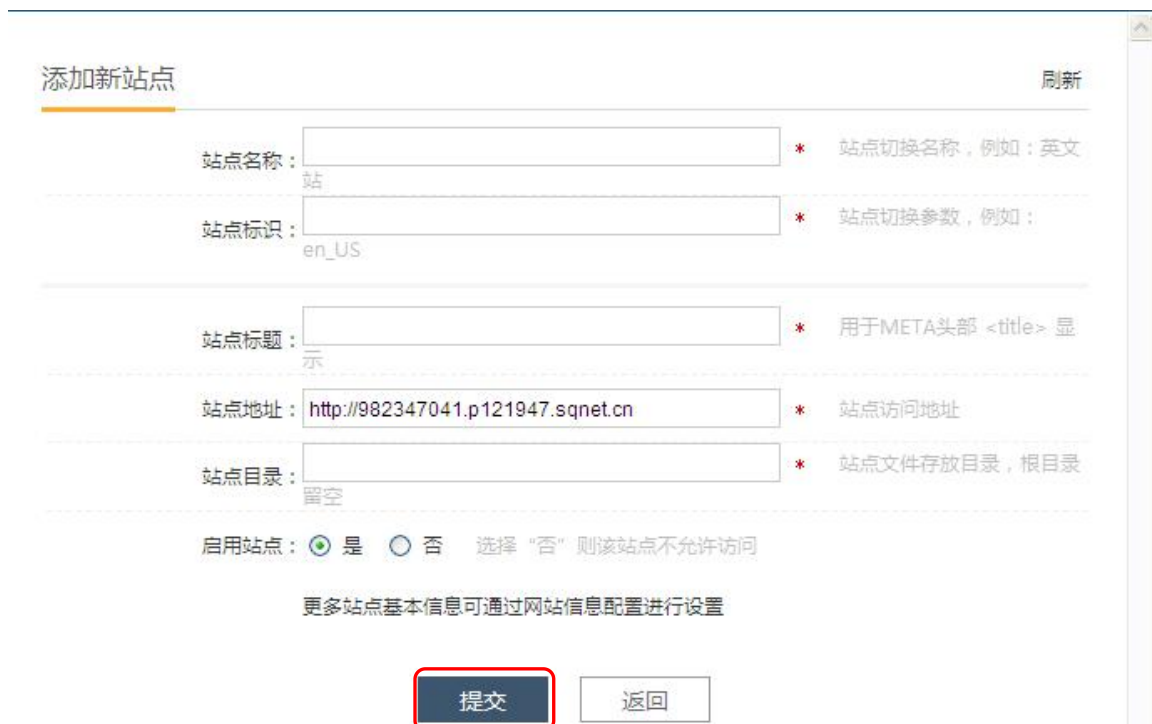 添加新站点 刷新
站点名称： * 站点切换名称，例如：英文
站
站点标识： * 站点切换参数，例如：
en_US
站点标题： * 用于META头部 <title> 显
示
站点地址： http://982347041.p121947.sqnet.cn * 站点访问地址
站点目录： * 站点文件存放目录，根目录
留空
启用站点： 是 否 选择“否”则该站点不允许访问
更多站点基本信息可通过网站信息配置进行设置
提交 返回